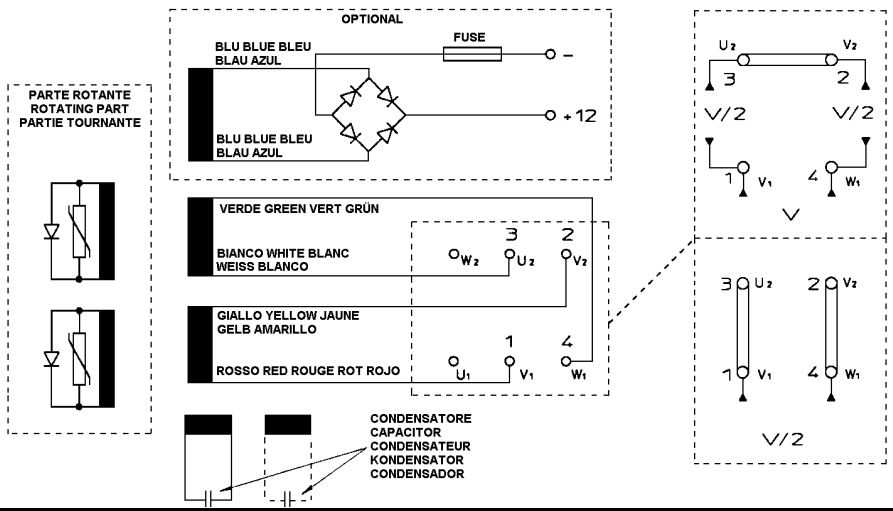 OPTIONAL
BLU BLUE BLEU
BLAU AZUL
FUSE
–
+12
BLU BLUE BLEU
BLAU AZUL
PARTE ROTANTE
ROTATING PART
PARTIE TOURNANTE
VERDE GREEN VERT GRÜN
BIANCO WHITE BLANC
WEISS BLANCO
GIALLO YELLOW JAUNE
GELB AMARILLO
ROSSO RED ROUGE ROT ROJO
3 2
W2 U2 V2
1 4
U1 V1 W1
CONDENSATORE
CAPACITOR
CONDENSATEUR
KONDENSATOR
CONDENSADOR
U2 V2
3 2
V/2 V/2
1 V1 4 W1
V
3 U2 2 V2
1 V1 4 W1
V/2